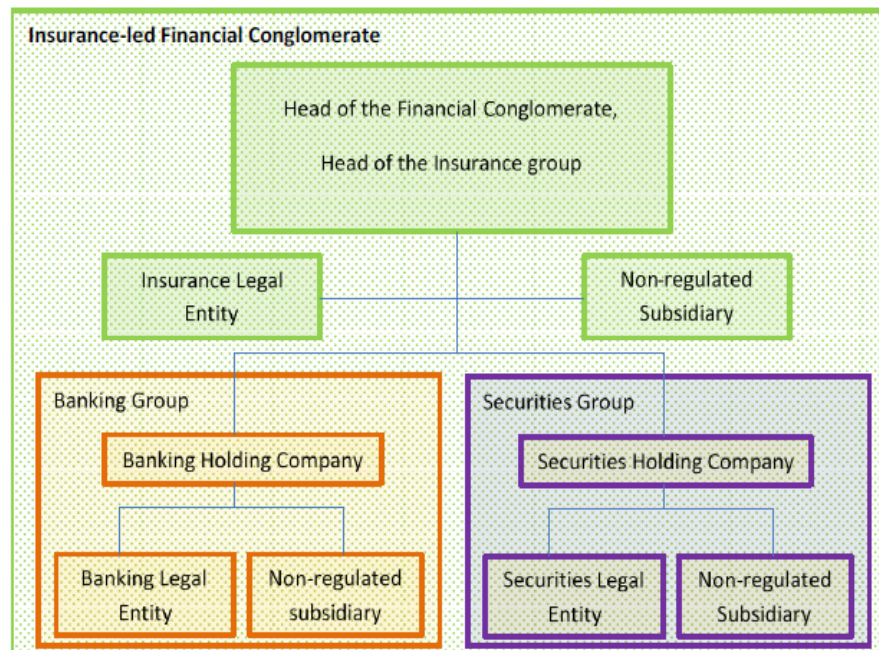 Insurance-led Financial Conglomerate
Head of the Financial Conglomerate,
Head of the Insurance group
Insurance Legal
Entity
Non-regulated
Subsidiary
Banking Group
Banking Holding Company
Banking Legal
Entity
Non-regulated
subsidiary
Securities Group
Securities Holding Company
Securities Legal
Entity
Non-regulated
Subsidiary